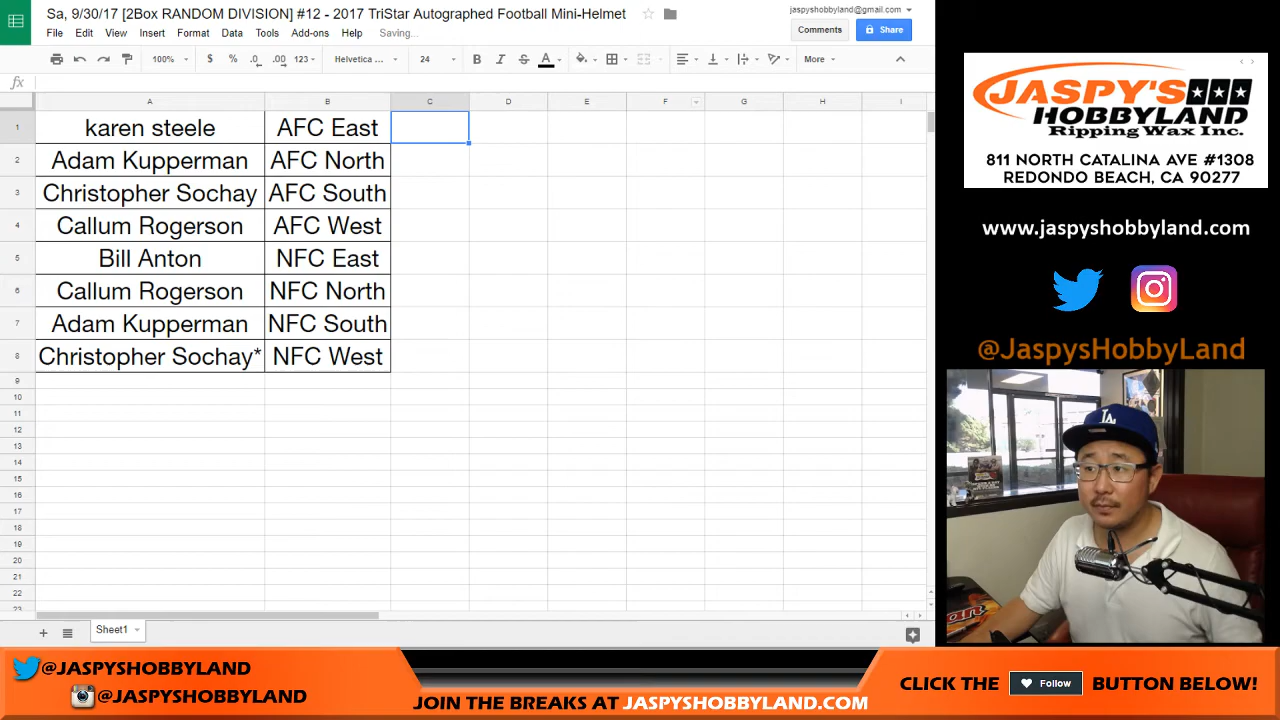 Sa, 9/30/17 [2Box RANDOM DIVISION] #12 - 2017 TriStar Autographed Football Mini-Helmet
jaspyshobbyland@gmail.com
File Edit View Insert Format Data Tools Add-ons Help Saving...
Comments Share
100% $ % .0 .00 123 Helvetica ... 24 B I S A More
fx
A B C D E F G H I
1 karen steele AFC East
2 Adam Kupperman AFC North
3 Christopher Sochay AFC South
4 Callum Rogerson AFC West
5 Bill Anton NFC East
6 Callum Rogerson NFC North
7 Adam Kupperman NFC South
8 Christopher Sochay* NFC West
9
10
11
12
13
14
15
16
17
18
19
20
21
22
23
Sheet1
JASPY'S
HOBBYLAND
Ripping Wax Inc.
811 NORTH CATALINA AVE #1308
REDONDO BEACH, CA 90277
www.jaspyshobbyland.com
@JaspysHobbyLand
LA
@JASPYSHOBBYLAND
@JASPYSHOBBYLAND
JOIN THE BREAKS AT JASPYSHOBBYLAND.COM
CLICK THE Follow BUTTON BELOW!